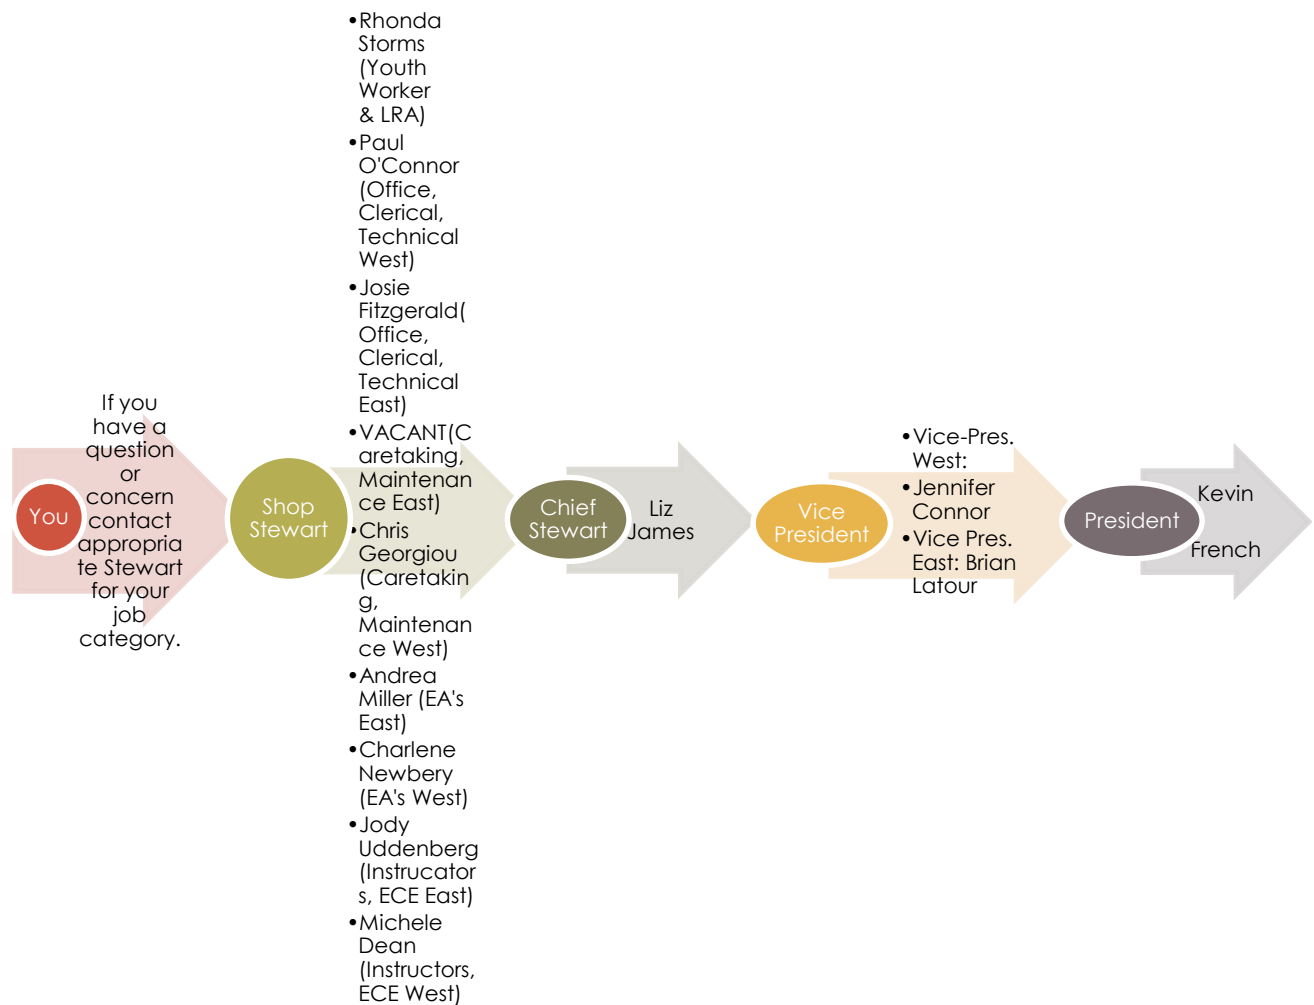 You
If you
have a
question
or
concern
contact
appropria
te Stewart
for your
job
category.
Shop
Stewart
•Rhonda
Storms
(Youth
Worker
& LRA)
•Paul
O'Connor
(Office,
Clerical,
Technical
West)
•Josie
Fitzgerald(
Office,
Clerical,
Technical
East)
•VACANT(C
aretaking,
Maintenan
ce East)
•Chris
Georgiou
(Caretakin
g,
Maintenan
ce West)
•Andrea
Miller (EA's
East)
•Charlene
Newbery
(EA's West)
•Jody
Uddenberg
(Instrucator
s, ECE East)
•Michele
Dean
(Instructors,
ECE West)
Chief
Stewart
Liz
James
Vice
President
•Vice-Pres.
West:
•Jennifer
Connor
•Vice Pres.
East: Brian
Latour
President
Kevin
French